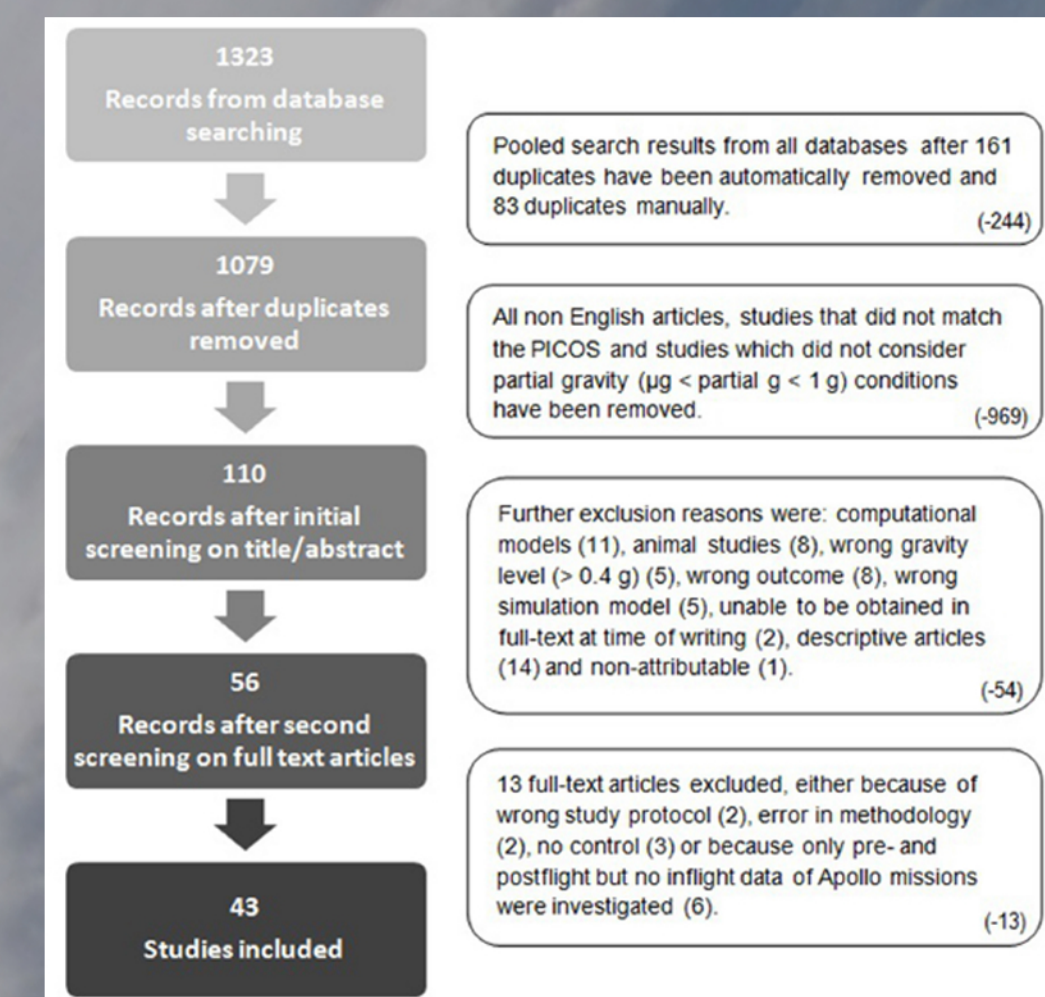 1323
Records from database
searching
Pooled search results from all databases after 161
duplicates have been automatically removed and
83 duplicates manually.
(-244)
1079
Records after duplicates
removed
All non English articles, studies that did not match
the PICOS and studies which did not consider
partial gravity (µg < partial g < 1 g) conditions
have been removed.
(-969)
110
Records after initial
screening on title/abstract
Further exclusion reasons were: computational
models (11), animal studies (8), wrong gravity
level (> 0.4 g) (5), wrong outcome (8), wrong
simulation model (5), unable to be obtained in
full-text at time of writing (2), descriptive articles
(14) and non-attributable (1).
(-54)
56
Records after second
screening on full text articles
13 full-text articles excluded, either because of
wrong study protocol (2), error in methodology
(2), no control (3) or because only pre- and
postflight but no inflight data of Apollo missions
were investigated (6).
(-13)
43
Studies included